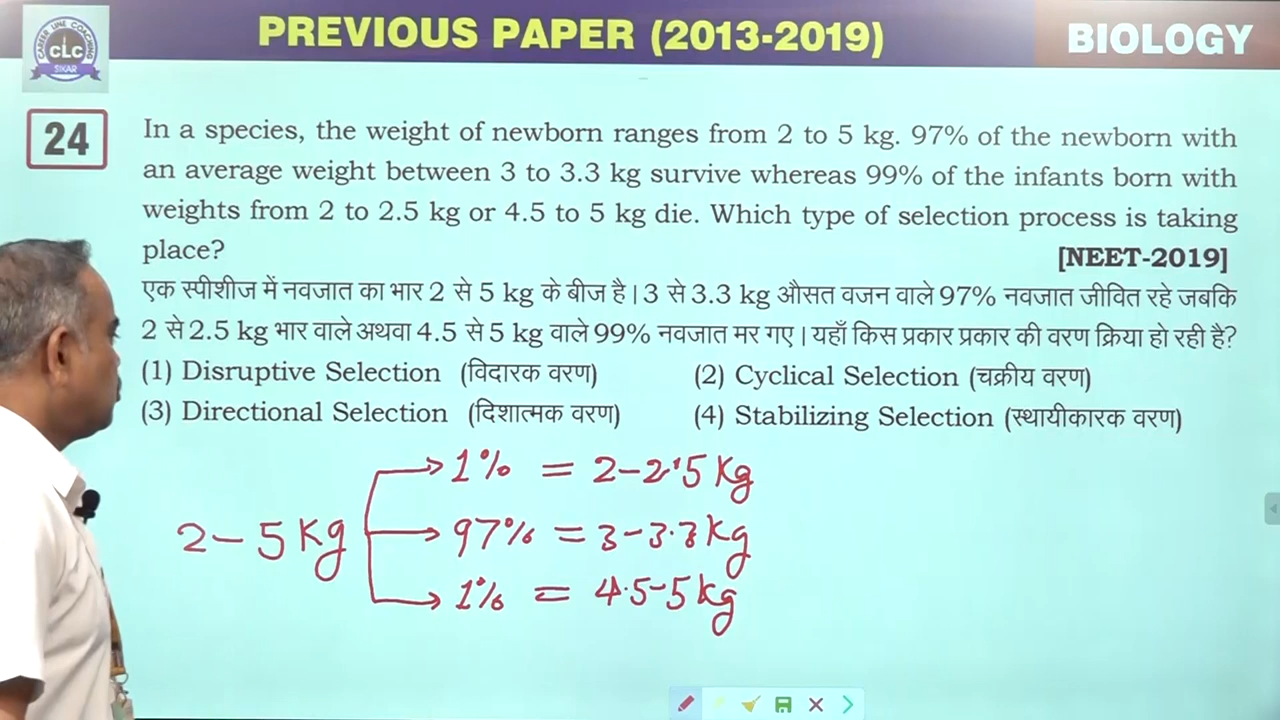 PREVIOUS PAPER (2013-2019)
BIOLOGY
CAREER LINE COACHING
CLC
SIKAR
24
In a species, the weight of newborn ranges from 2 to 5 kg. 97% of the newborn with
an average weight between 3 to 3.3 kg survive whereas 99% of the infants born with
weights from 2 to 2.5 kg or 4.5 to 5 kg die. Which type of selection process is taking
place? [NEET-2019]
एक स्पीशीज में नवजात का भार 2 से 5 kg के बीज है। 3 से 3.3 kg औसत वजन वाले 97% नवजात जीवित रहे जबकि
2 से 2.5 kg भार वाले अथवा 4.5 से 5 kg वाले 99% नवजात मर गए। यहाँ किस प्रकार प्रकार की वरण क्रिया हो रही है?
(1) Disruptive Selection (विदारक वरण) (2) Cyclical Selection (चक्रीय वरण)
(3) Directional Selection (दिशात्मक वरण) (4) Stabilizing Selection (स्थायीकारक वरण)
→ 1% = 2-2.5 Kg
2-5 Kg → 97% = 3-3.3 Kg
→ 1% = 4.5-5 Kg